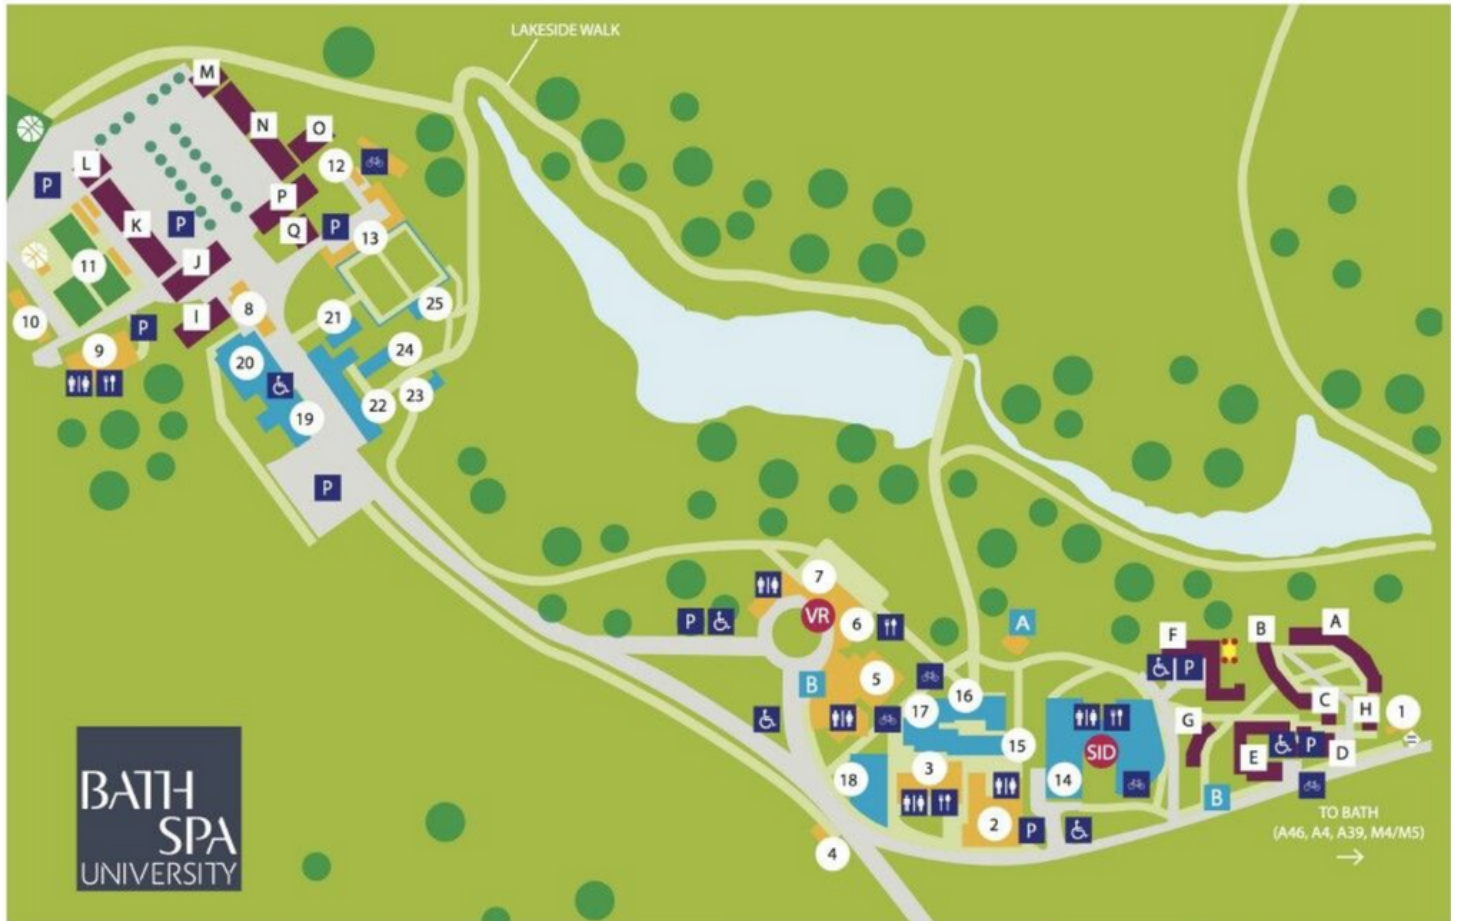 LAKESIDE WALK
M
N
O
12
L
P
P
K
P
P
Q
13
11
J
25
10
I
8
21
P
9
24
20
23
22
19
P
7
VR
6
P
A
A
B
F
P
5
B
16
17
C
H
1
G
15
SID
D
P
E
3
18
14
B
2
P
4
TO BATH
(A46, A4, A39, M4/M5)
BATH
SPA
UNIVERSITY